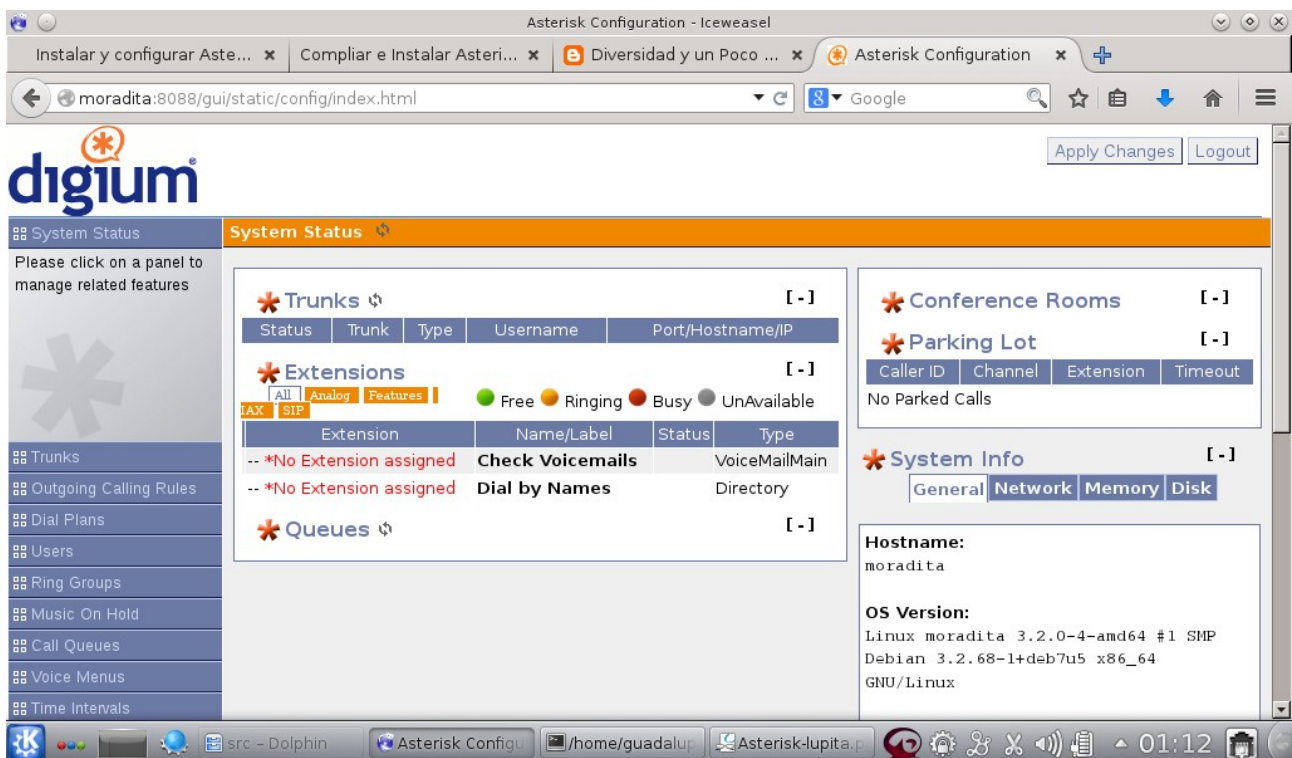 Asterisk Configuration - Iceweasel
Instalar y configurar Aste... Compliar e Instalar Asteri... Diversidad y un Poco ... Asterisk Configuration
moradita:8088/gui/static/config/index.html Google
digium
Apply Changes Logout
System Status
System Status
Please click on a panel to
manage related features
Trunks [-]
Status Trunk Type Username Port/Hostname/IP
Extensions [-]
All Analog Features
IAX SIP
Free Ringing Busy UnAvailable
Extension Name/Label Status Type
-- *No Extension assigned Check Voicemails VoiceMailMain
-- *No Extension assigned Dial by Names Directory
Queues [-]
Conference Rooms [-]
Parking Lot [-]
Caller ID Channel Extension Timeout
No Parked Calls
System Info [-]
General Network Memory Disk
Hostname:
moradita
OS Version:
Linux moradita 3.2.0-4-amd64 #1 SMP
Debian 3.2.68-1+deb7u5 x86_64
GNU/Linux
Trunks
Outgoing Calling Rules
Dial Plans
Users
Ring Groups
Music On Hold
Call Queues
Voice Menus
Time Intervals
src - Dolphin Asterisk Configu /home/guadalup Asterisk-lupita.p 01:12